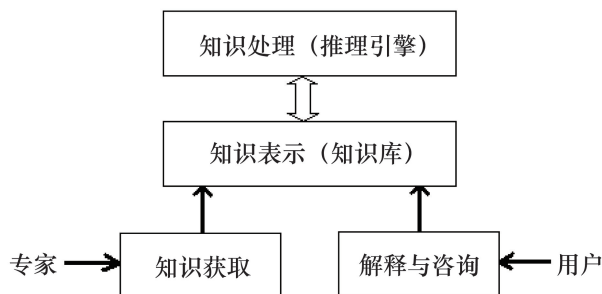 知识处理（推理引擎）
知识表示（知识库）
专家
知识获取
解释与咨询
用户